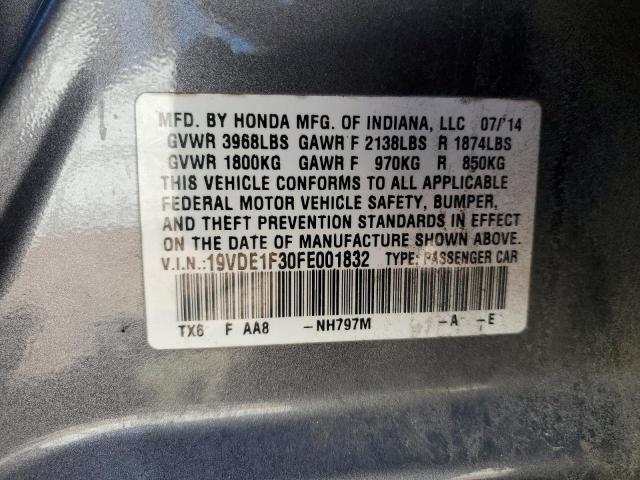 MFD. BY HONDA MFG. OF INDIANA, LLC 07/14
GVWR 3968LBS GAWR F 2138LBS R 1874LBS
GVWR 1800KG GAWR F 970KG R 850KG
THIS VEHICLE CONFORMS TO ALL APPLICABLE
FEDERAL MOTOR VEHICLE SAFETY, BUMPER,
AND THEFT PREVENTION STANDARDS IN EFFECT
ON THE DATE OF MANUFACTURE SHOWN ABOVE.
V.I.N.:19VDE1F30FE001832 TYPE: PASSENGER CAR
TX6 F AA8 -NH797M -A -E